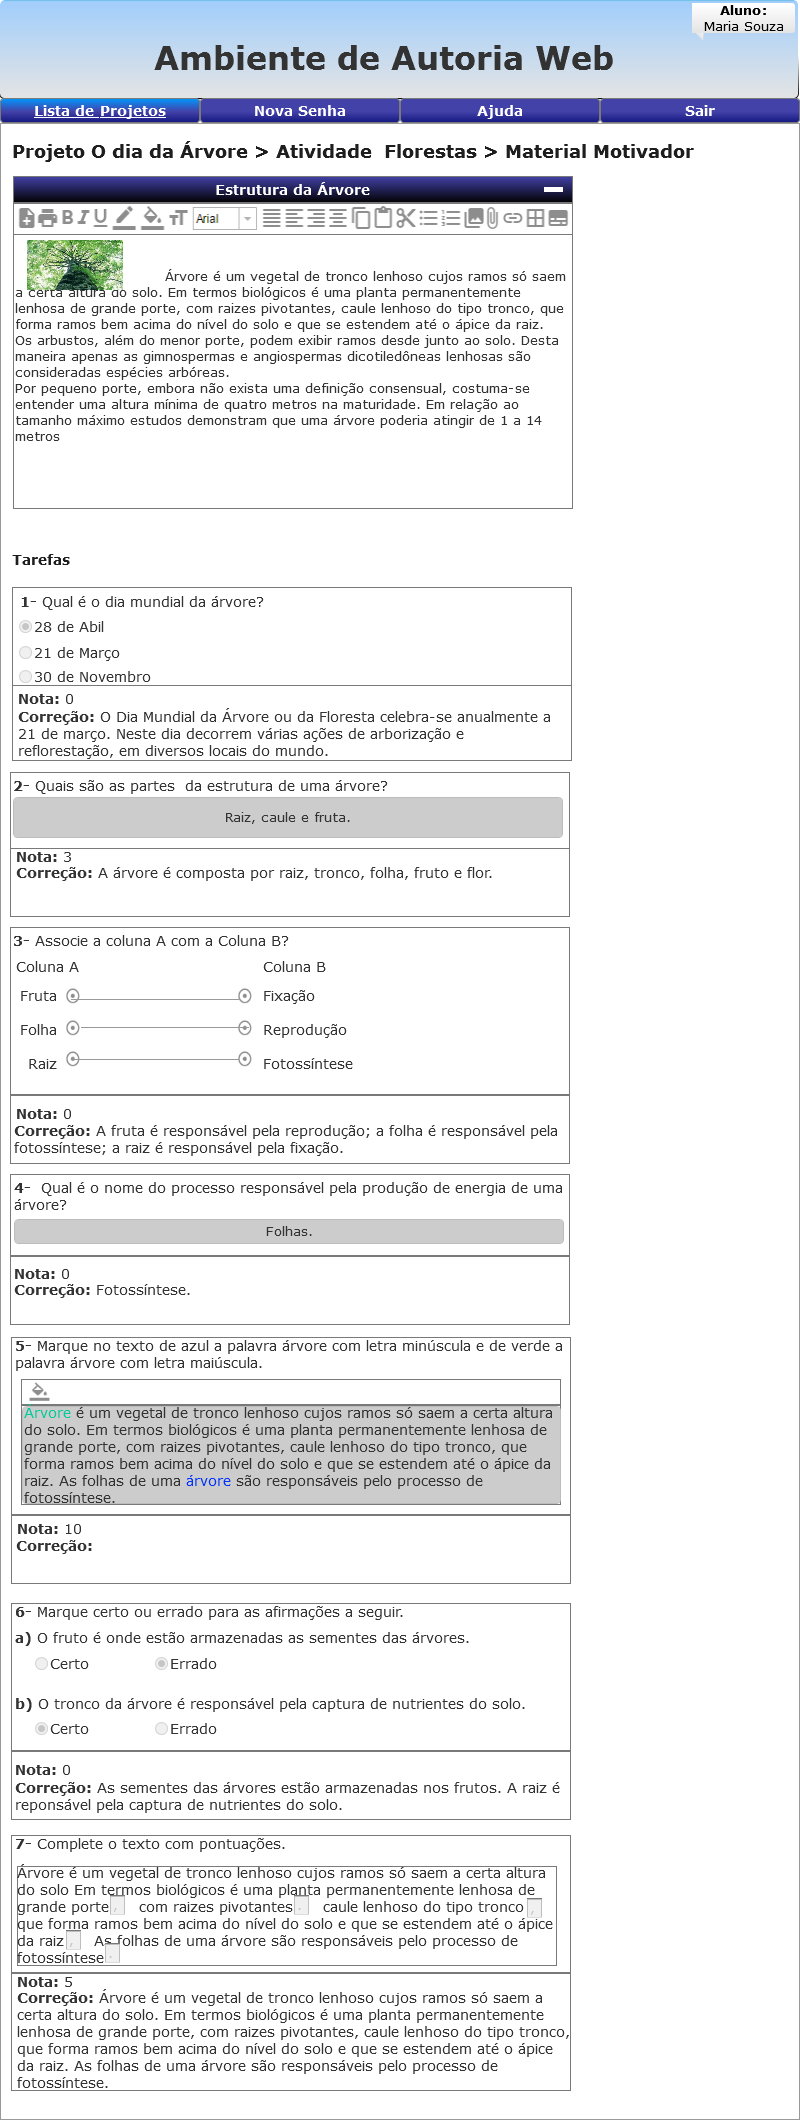 Aluno:
Maria Souza
Ambiente de Autoria Web
Lista de Projetos Nova Senha Ajuda Sair
Projeto O dia da Árvore > Atividade Florestas > Material Motivador
Estrutura da Árvore
B I U Arial
Árvore é um vegetal de tronco lenhoso cujos ramos só saem
a certa altura do solo. Em termos biológicos é uma planta permanentemente
lenhosa de grande porte, com raizes pivotantes, caule lenhoso do tipo tronco, que
forma ramos bem acima do nível do solo e que se estendem até o ápice da raiz.
Os arbustos, além do menor porte, podem exibir ramos desde junto ao solo. Desta
maneira apenas as gimnospermas e angiospermas dicotiledôneas lenhosas são
consideradas espécies arbóreas.
Por pequeno porte, embora não exista uma definição consensual, costuma-se
entender uma altura mínima de quatro metros na maturidade. Em relação ao
tamanho máximo estudos demonstram que uma árvore poderia atingir de 1 a 14
metros
Tarefas
1- Qual é o dia mundial da árvore?
28 de Abil
21 de Março
30 de Novembro
Nota: 0
Correção: O Dia Mundial da Árvore ou da Floresta celebra-se anualmente a
21 de março. Neste dia decorrem várias ações de arborização e
reflorestação, em diversos locais do mundo.
2- Quais são as partes da estrutura de uma árvore?
Raiz, caule e fruta.
Nota: 3
Correção: A árvore é composta por raiz, tronco, folha, fruto e flor.
3- Associe a coluna A com a Coluna B?
Coluna A Coluna B
Fruta Fixação
Folha Reprodução
Raiz Fotossíntese
Nota: 0
Correção: A fruta é responsável pela reprodução; a folha é responsável pela
fotossíntese; a raiz é responsável pela fixação.
4- Qual é o nome do processo responsável pela produção de energia de uma
árvore?
Folhas.
Nota: 0
Correção: Fotossíntese.
5- Marque no texto de azul a palavra árvore com letra minúscula e de verde a
palavra árvore com letra maiúscula.
Árvore é um vegetal de tronco lenhoso cujos ramos só saem a certa altura
do solo. Em termos biológicos é uma planta permanentemente lenhosa de
grande porte, com raizes pivotantes, caule lenhoso do tipo tronco, que
forma ramos bem acima do nível do solo e que se estendem até o ápice da
raiz. As folhas de uma árvore são responsáveis pelo processo de
fotossíntese.
Nota: 10
Correção:
6- Marque certo ou errado para as afirmações a seguir.
a) O fruto é onde estão armazenadas as sementes das árvores.
Certo Errado
b) O tronco da árvore é responsável pela captura de nutrientes do solo.
Certo Errado
Nota: 0
Correção: As sementes das árvores estão armazenadas nos frutos. A raiz é
reponsável pela captura de nutrientes do solo.
7- Complete o texto com pontuações.
Árvore é um vegetal de tronco lenhoso cujos ramos só saem a certa altura
do solo Em termos biológicos é uma planta permanentemente lenhosa de
grande porte , com raizes pivotantes . caule lenhoso do tipo tronco ,
que forma ramos bem acima do nível do solo e que se estendem até o ápice
da raiz , As folhas de uma árvore são responsáveis pelo processo de
fotossíntese .
Nota: 5
Correção: Árvore é um vegetal de tronco lenhoso cujos ramos só saem a
certa altura do solo. Em termos biológicos é uma planta permanentemente
lenhosa de grande porte, com raizes pivotantes, caule lenhoso do tipo tronco,
que forma ramos bem acima do nível do solo e que se estendem até o ápice
da raiz. As folhas de uma árvore são responsáveis pelo processo de
fotossíntese.